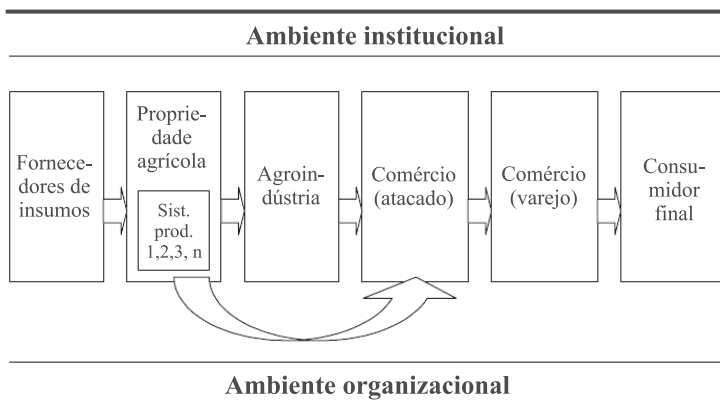 Ambiente institucional
Fornece-
dores de
insumos
Proprie-
dade
agrícola
Sist.
prod.
1,2,3, n
Agroin-
dústria
Comércio
(atacado)
Comércio
(varejo)
Consu-
midor
final
Ambiente organizacional